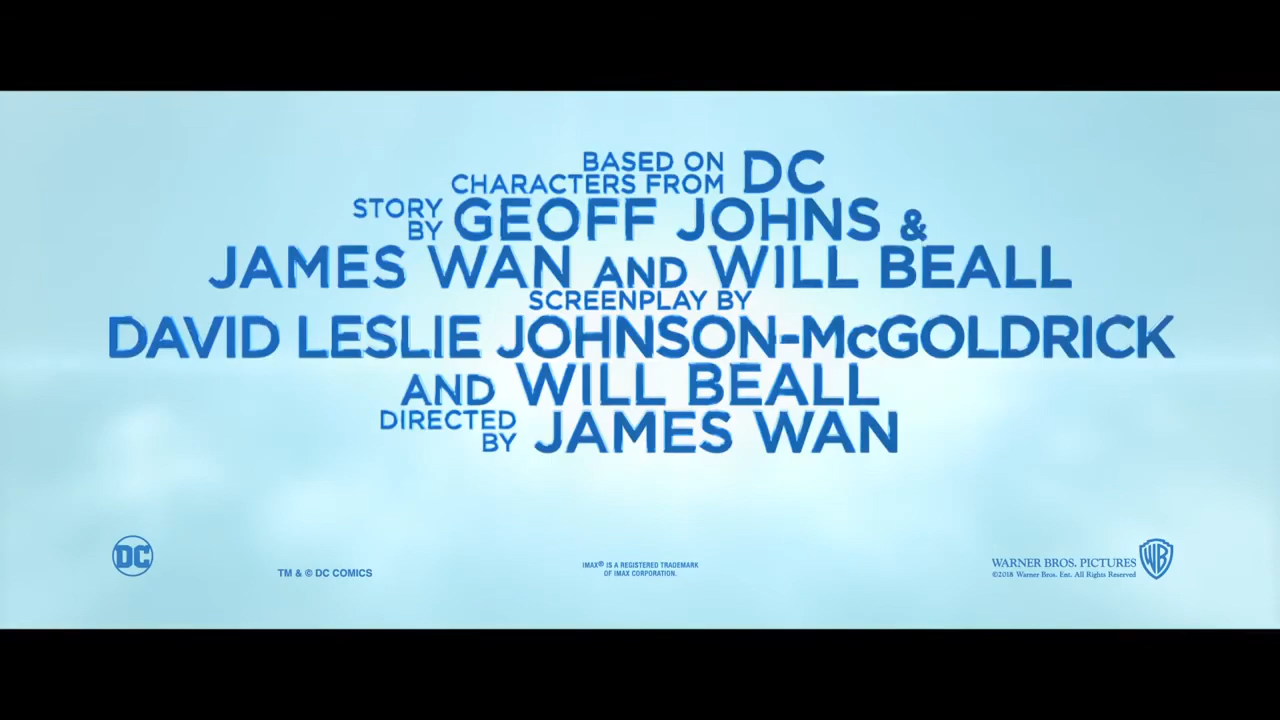 BASED ON
CHARACTERS FROM DC
STORY
BY GEOFF JOHNS &
JAMES WAN AND WILL BEALL
SCREENPLAY BY
DAVID LESLIE JOHNSON-McGOLDRICK
AND WILL BEALL
DIRECTED
BY JAMES WAN
DC
TM & © DC COMICS
IMAX® IS A REGISTERED TRADEMARK
OF IMAX CORPORATION.
WARNER BROS. PICTURES
©2018 Warner Bros. Ent. All Rights Reserved
WB